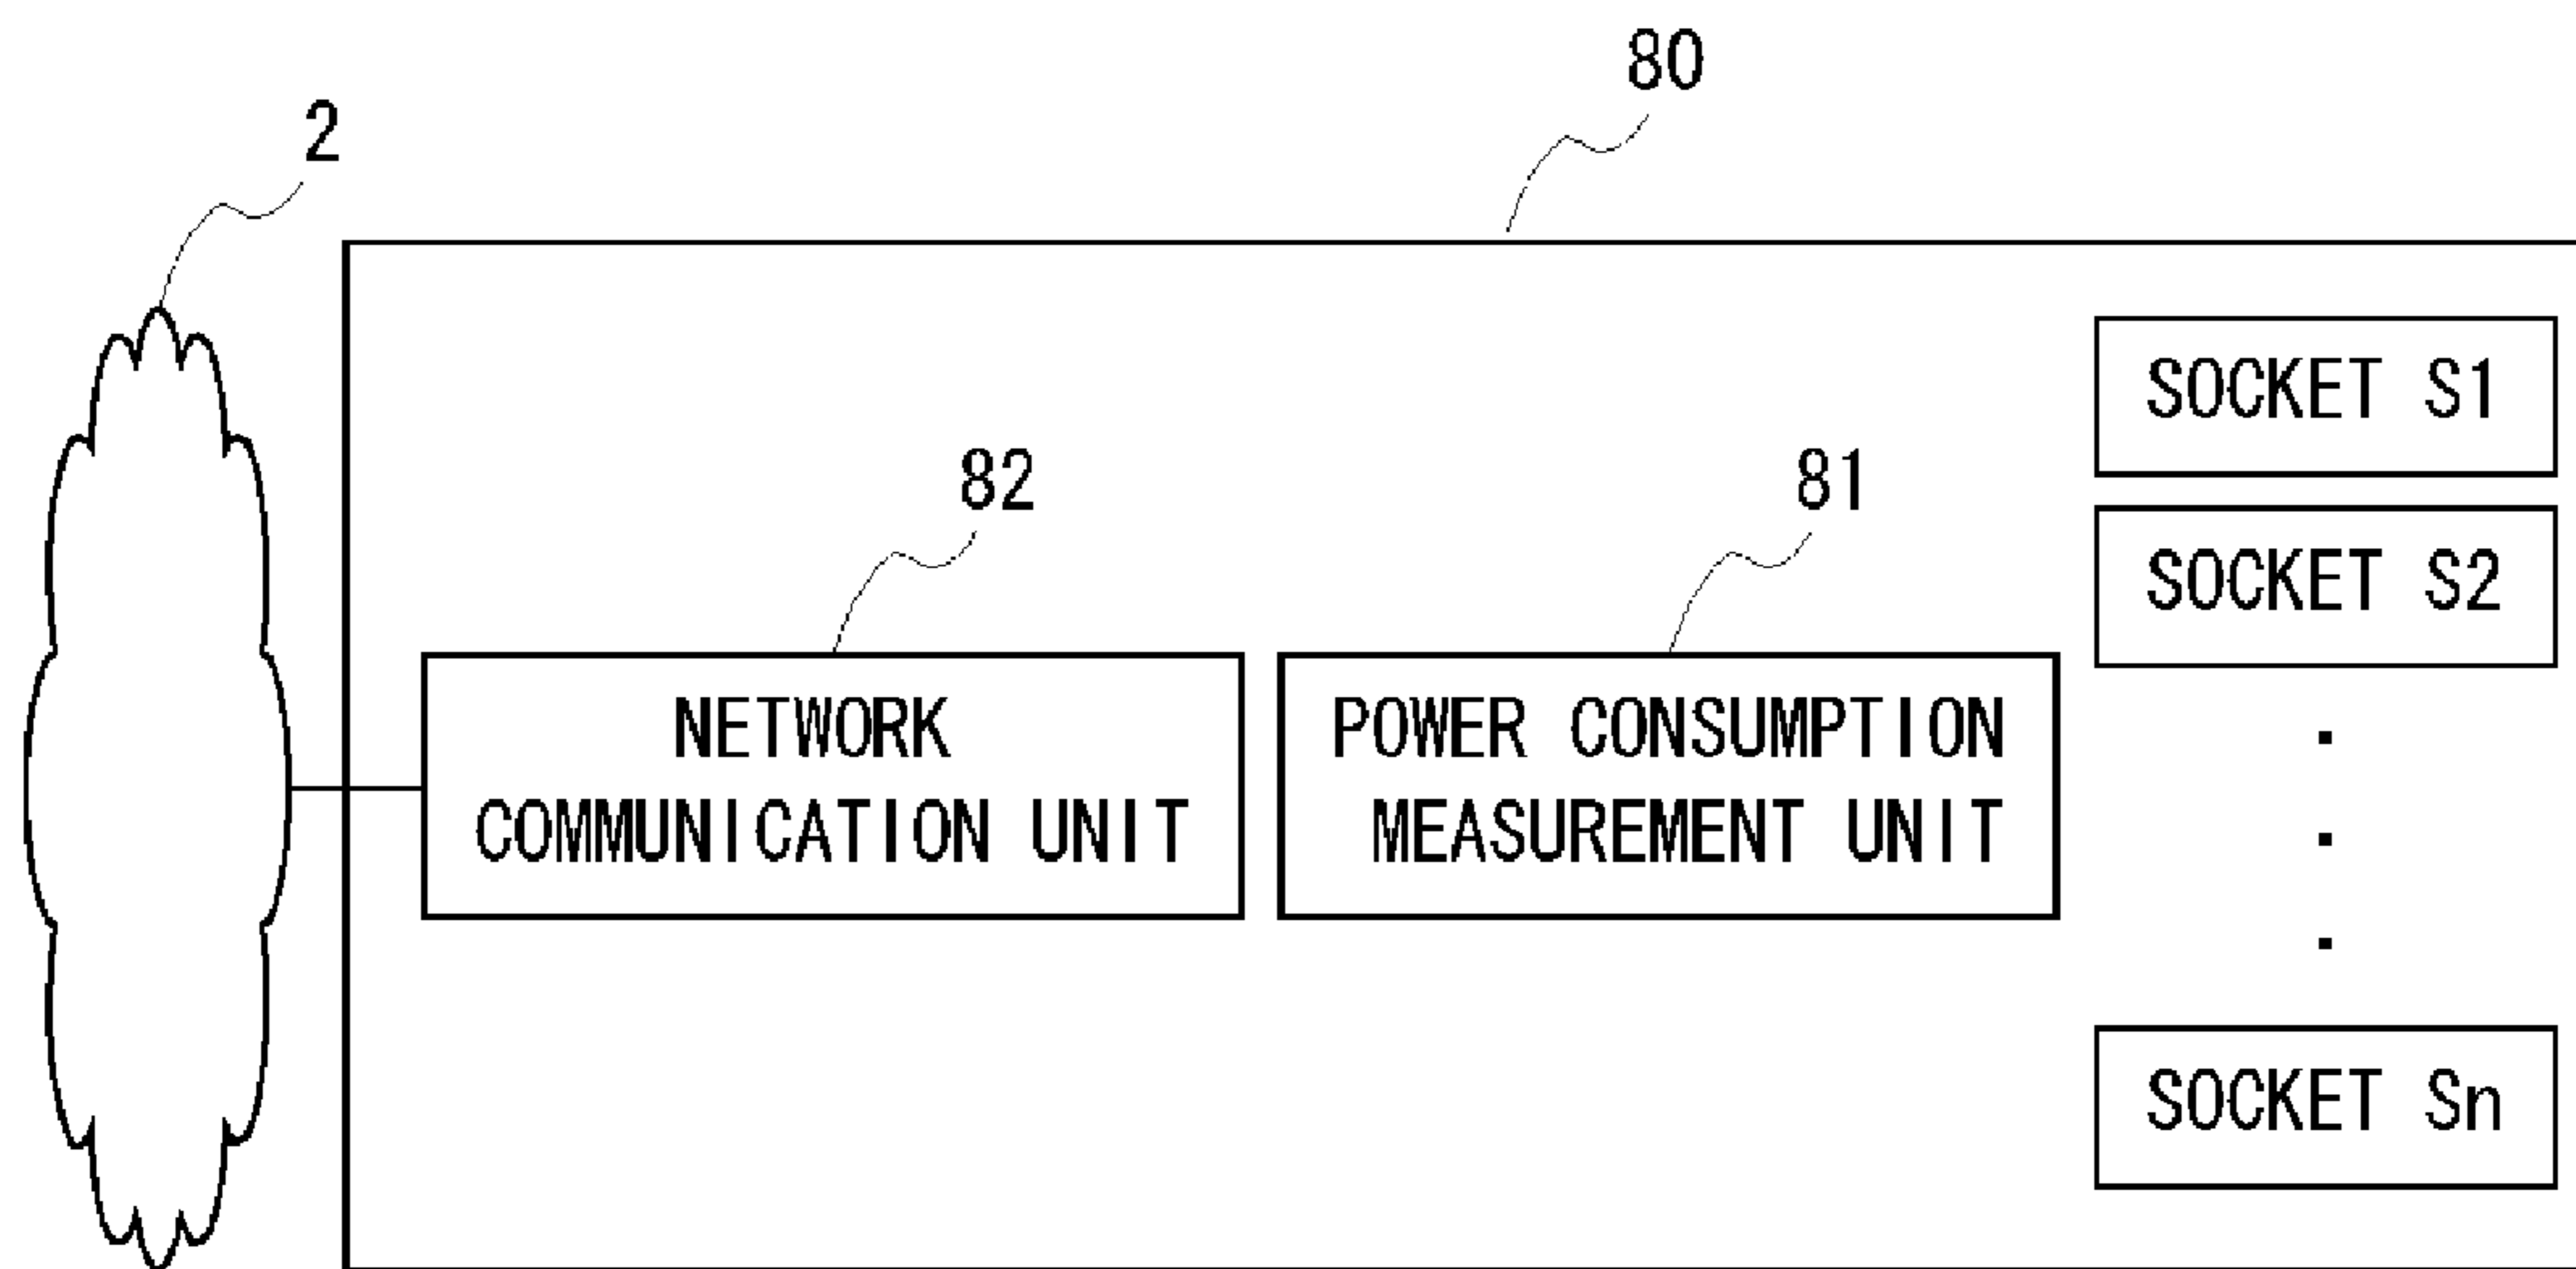 80
2
SOCKET S1
82
81
SOCKET S2
NETWORK
COMMUNICATION UNIT
POWER CONSUMPTION
MEASUREMENT UNIT
SOCKET Sn